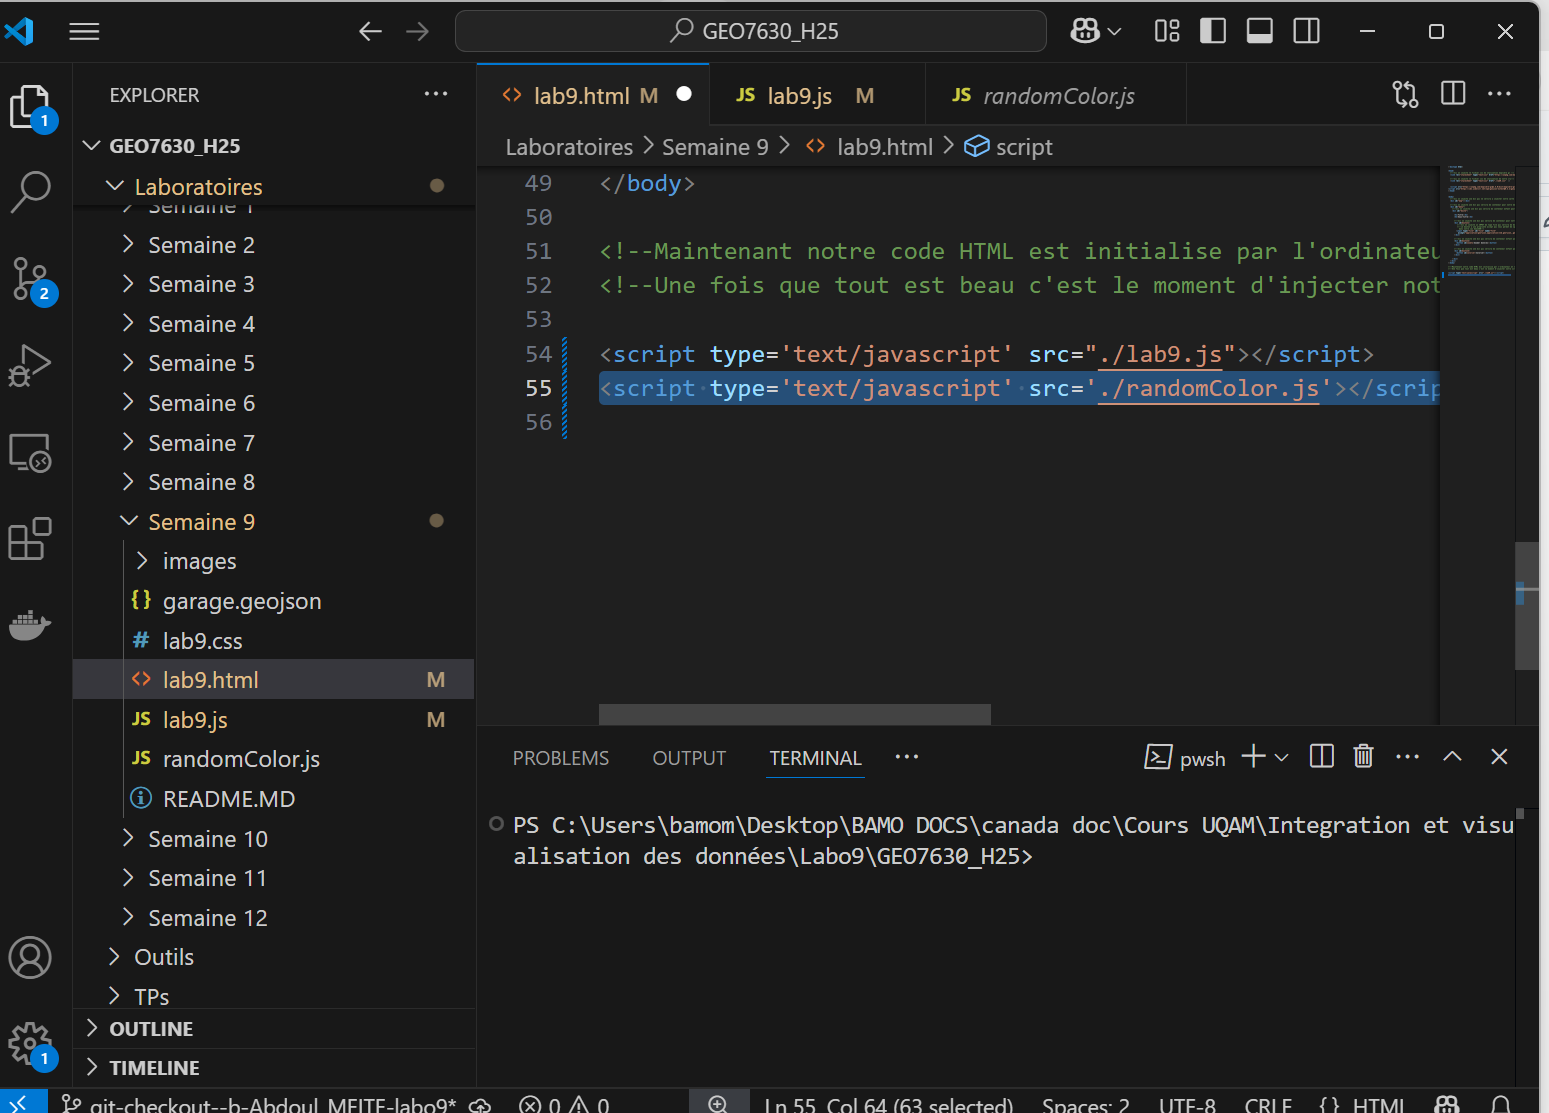 GEO7630_H25
EXPLORER
GEO7630_H25
Laboratoires
Semaine 1
Semaine 2
Semaine 3
Semaine 4
Semaine 5
Semaine 6
Semaine 7
Semaine 8
Semaine 9
images
{} garage.geojson
# lab9.css
<> lab9.html M
JS lab9.js M
JS randomColor.js
README.MD
Semaine 10
Semaine 11
Semaine 12
Outils
TPs
OUTLINE
TIMELINE
1
2
1
<> lab9.html M
JS lab9.js M
JS randomColor.js
Laboratoires > Semaine 9 > <> lab9.html > script
49 </body>
50
51 <!--Maintenant notre code HTML est initialise par l'ordinateu
52 <!--Une fois que tout est beau c'est le moment d'injecter not
53
54 <script type='text/javascript' src="./lab9.js"></script>
55 <script type='text/javascript' src='./randomColor.js'></scrip
56
PROBLEMS OUTPUT TERMINAL
pwsh
PS C:\Users\bamom\Desktop\BAMO DOCS\canada doc\Cours UQAM\Integration et visu
alisation des données\Labo9\GEO7630_H25>
git-checkout--b-Abdoul_MEITE-labo9* 0 0 Ln 55, Col 64 (63 selected) Spaces: 2 UTF-8 CRLF {} HTML